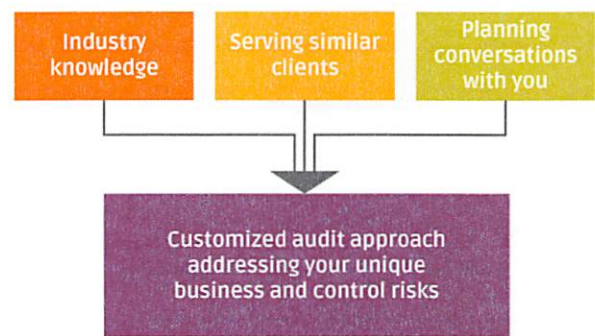 Industry
knowledge
Serving similar
clients
Planning
conversations
with you
Customized audit approach
addressing your unique
business and control risks